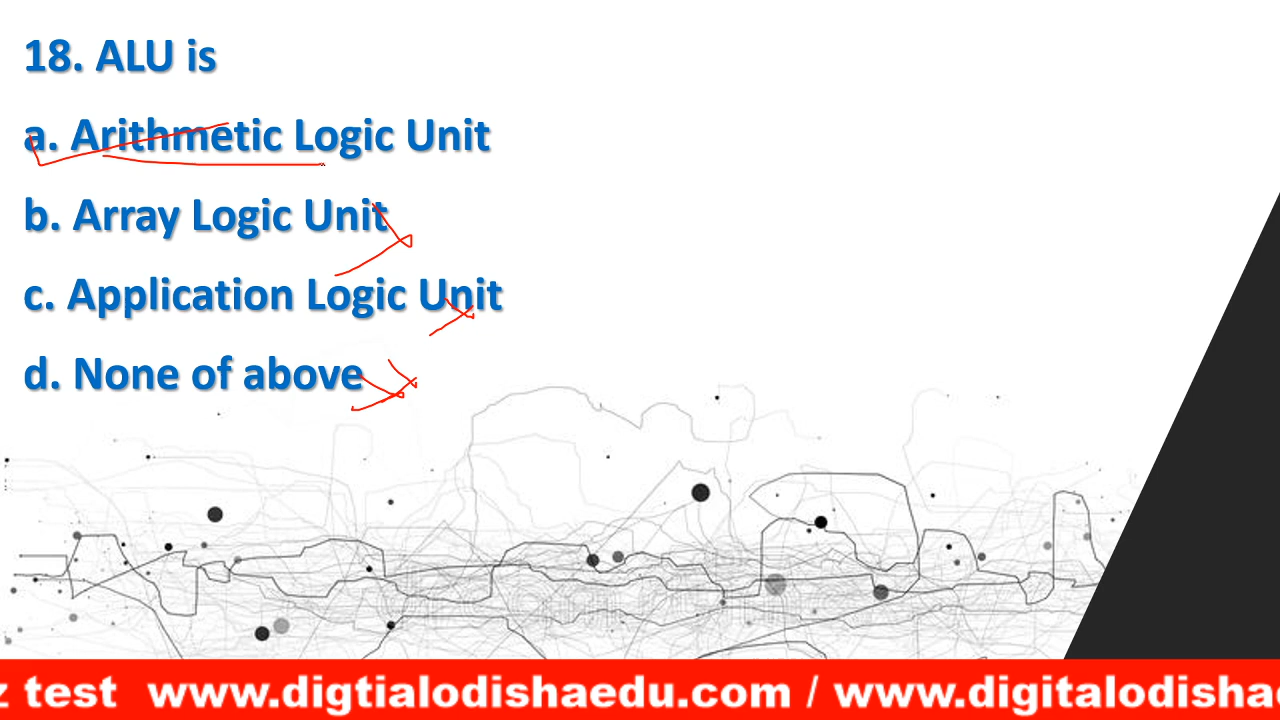 18. ALU is
a. Arithmetic Logic Unit
b. Array Logic Unit
c. Application Logic Unit
d. None of above
z test www.digtialodishaedu.com / www.digitalodishae